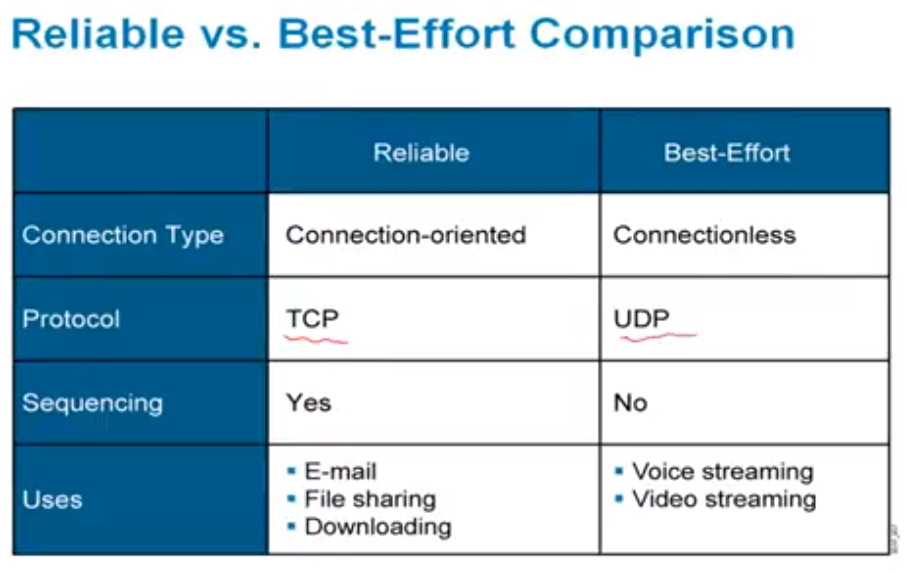 Reliable vs. Best-Effort Comparison
Reliable Best-Effort
Connection Type Connection-oriented Connectionless
Protocol TCP UDP
Sequencing Yes No
Uses
▪ E-mail
▪ File sharing
▪ Downloading
▪ Voice streaming
▪ Video streaming